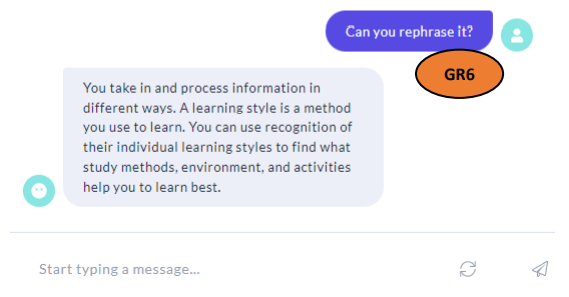 Can you rephrase it?
GR6
You take in and process information in
different ways. A learning style is a method
you use to learn. You can use recognition of
their individual learning styles to find what
study methods, environment, and activities
help you to learn best.
Start typing a message...